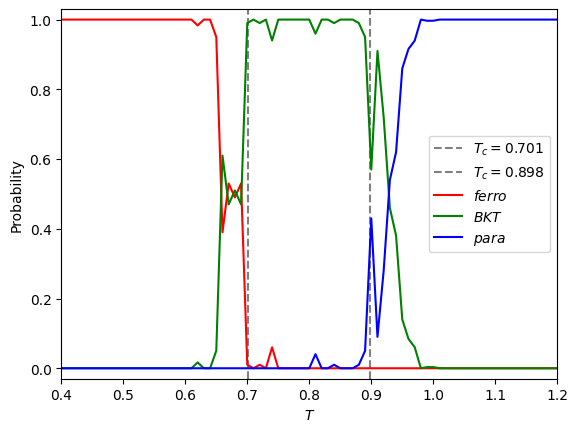 1.0
0.8
0.6
0.4
0.2
0.0
Probability
0.4 0.5 0.6 0.7 0.8 0.9 1.0 1.1 1.2
T
T_c = 0.701
T_c = 0.898
ferro
BKT
para